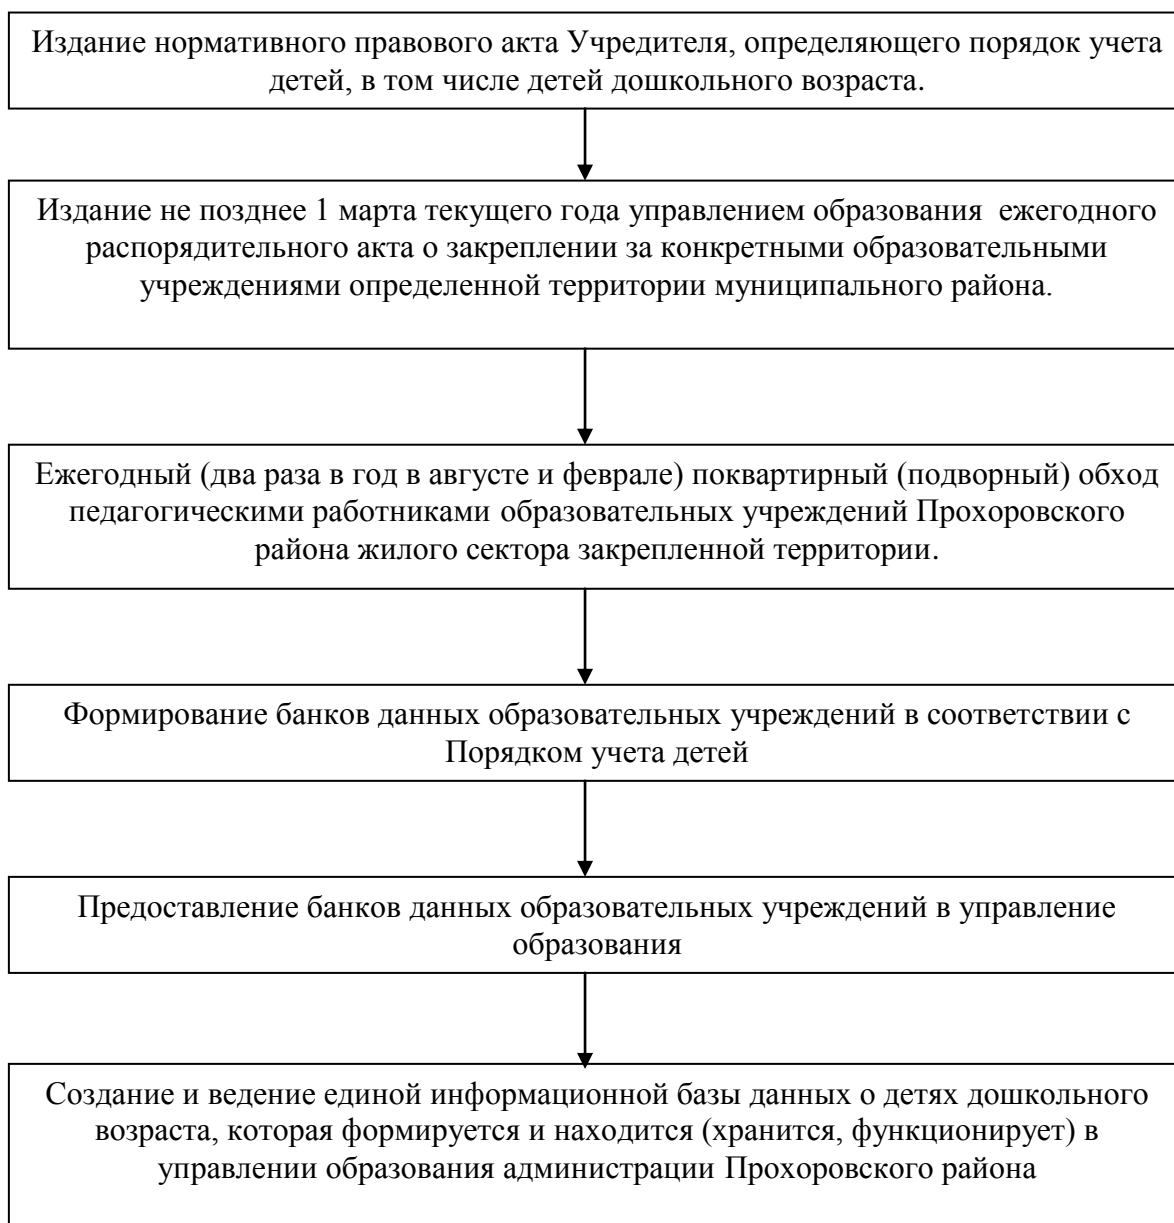 Издание нормативного правового акта Учредителя, определяющего порядок учета
детей, в том числе детей дошкольного возраста.
Издание не позднее 1 марта текущего года управлением образования  ежегодного
распорядительного акта о закреплении за конкретными образовательными
учреждениями определенной территории муниципального района.
Ежегодный (два раза в год в августе и феврале) поквартирный (подворный) обход
педагогическими работниками образовательных учреждений Прохоровского
района жилого сектора закрепленной территории.
Формирование банков данных образовательных учреждений в соответствии с
Порядком учета детей
Предоставление банков данных образовательных учреждений в управление
образования
Создание и ведение единой информационной базы данных о детях дошкольного
возраста, которая формируется и находится (хранится, функционирует) в
управлении образования администрации Прохоровского района